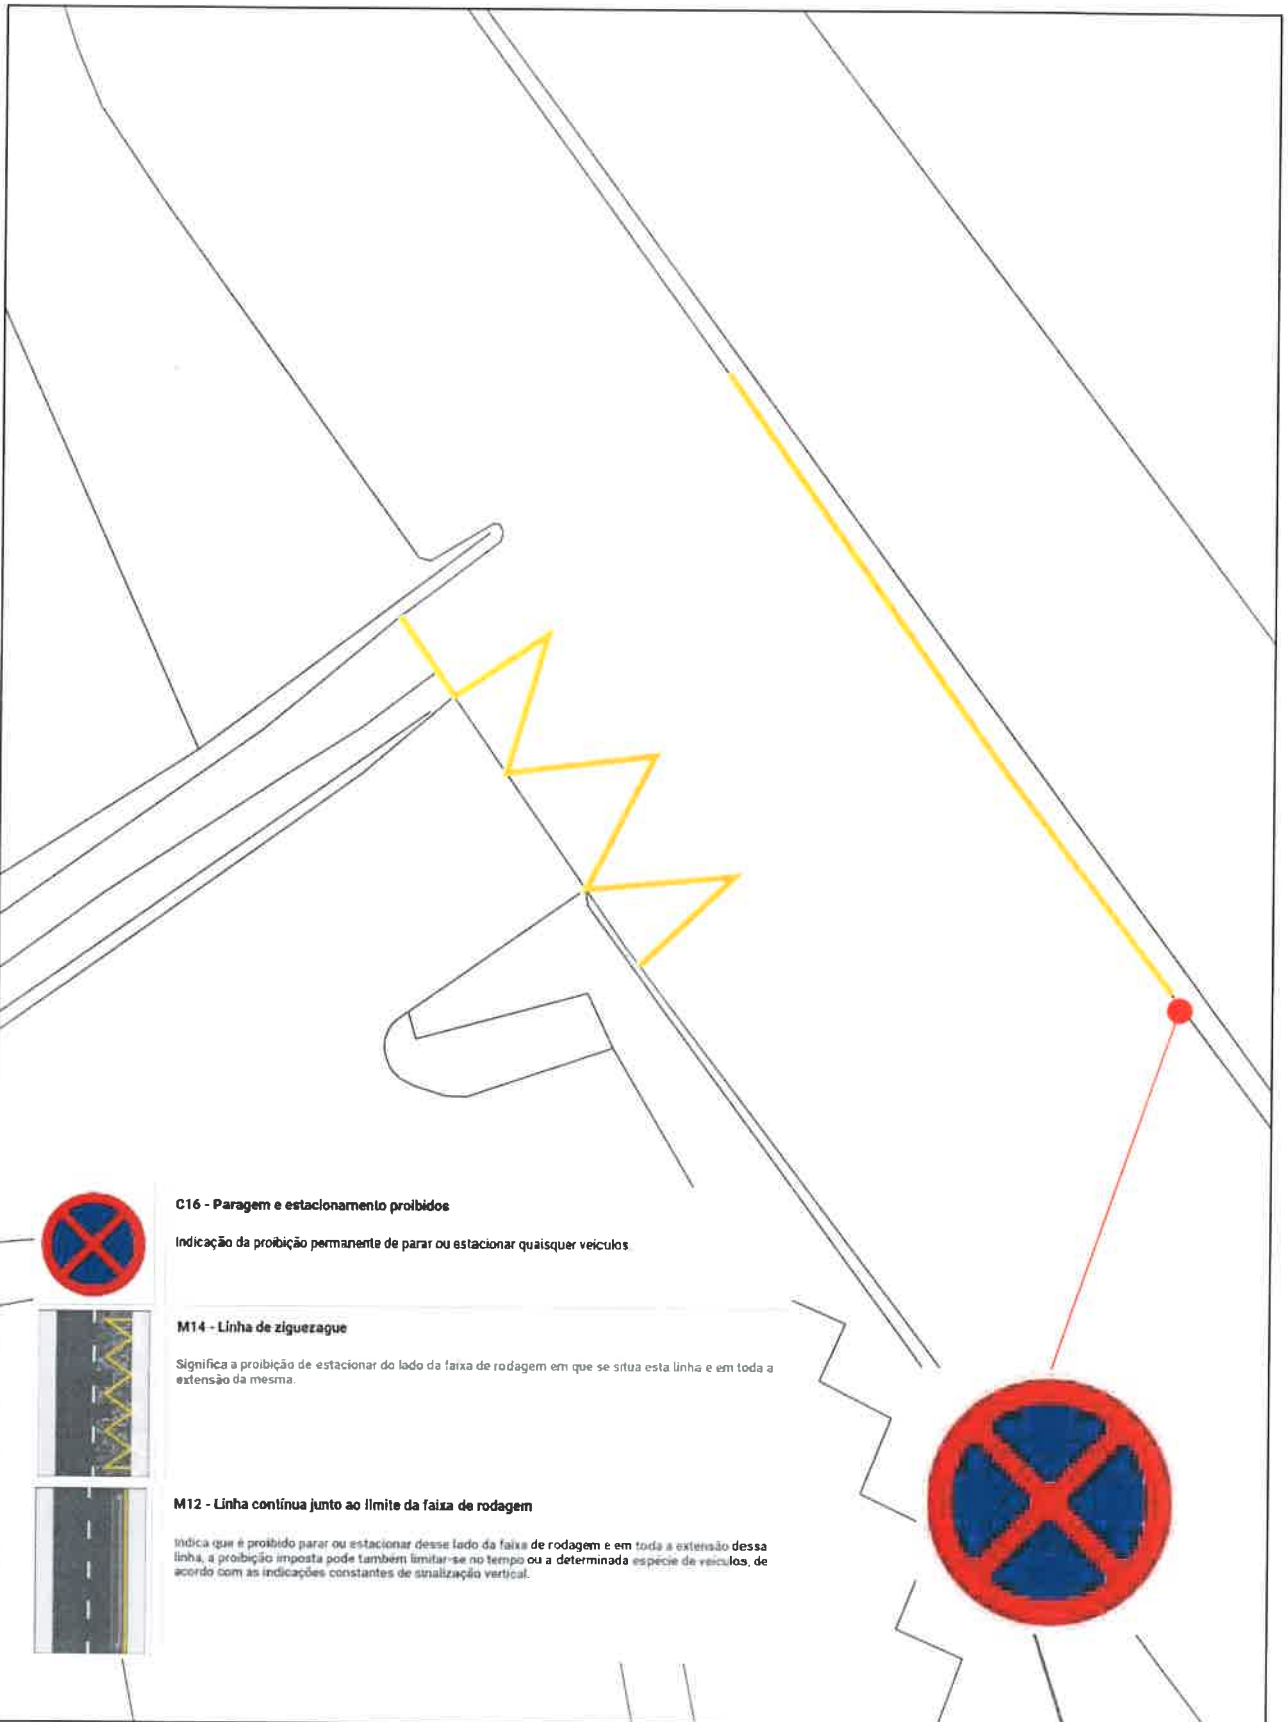 C16 - Paragem e estacionamento proibidos
Indicação da proibição permanente de parar ou estacionar quaisquer veículos.
M14 - Linha de ziguezague
Significa a proibição de estacionar do lado da faixa de rodagem em que se situa esta linha e em toda a
extensão da mesma.
M12 - Linha contínua junto ao limite da faixa de rodagem
Indica que é proibido parar ou estacionar desse lado da faixa de rodagem e em toda a extensão dessa
linha, a proibição imposta pode também limitar-se no tempo ou a determinada espécie de veículos, de
acordo com as indicações constantes de sinalização vertical.